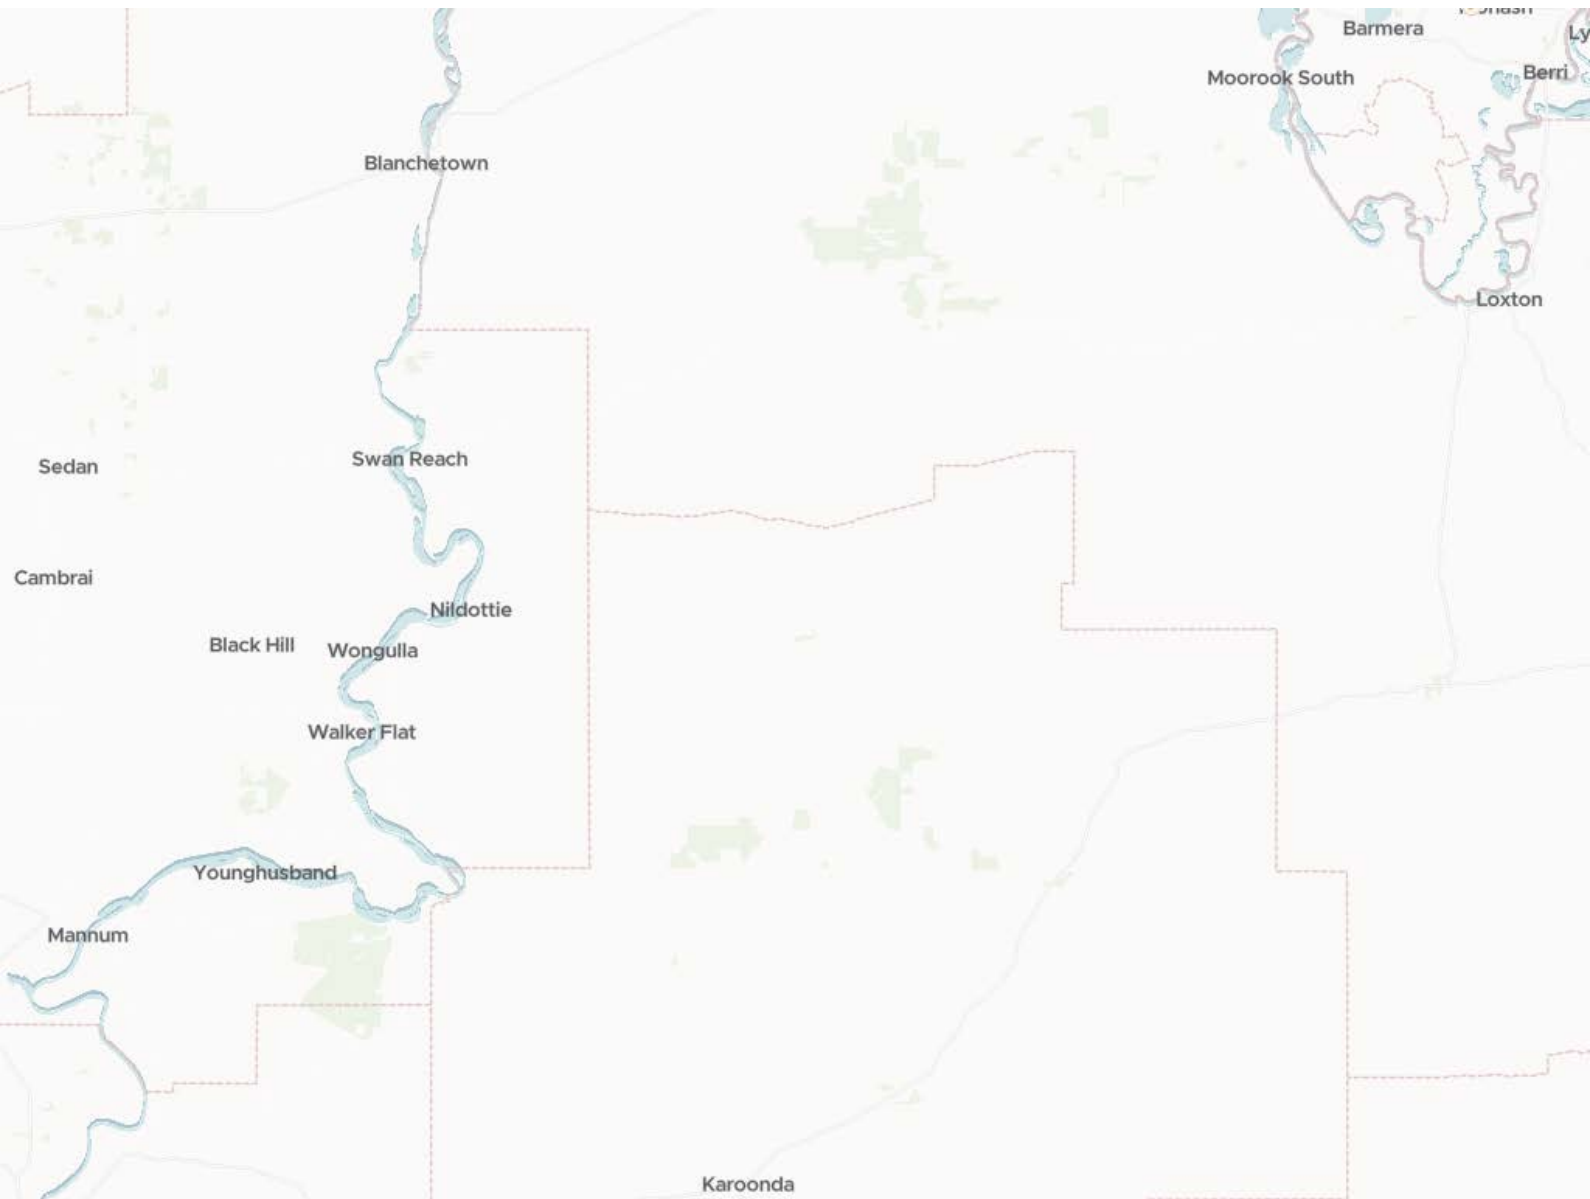 Barmera
Moorook South
Berri
Blanchetown
Loxton
Swan Reach
Sedan
Cambrai
Nildottie
Black Hill
Wongulla
Walker Flat
Younghusband
Mannum
Karoonda